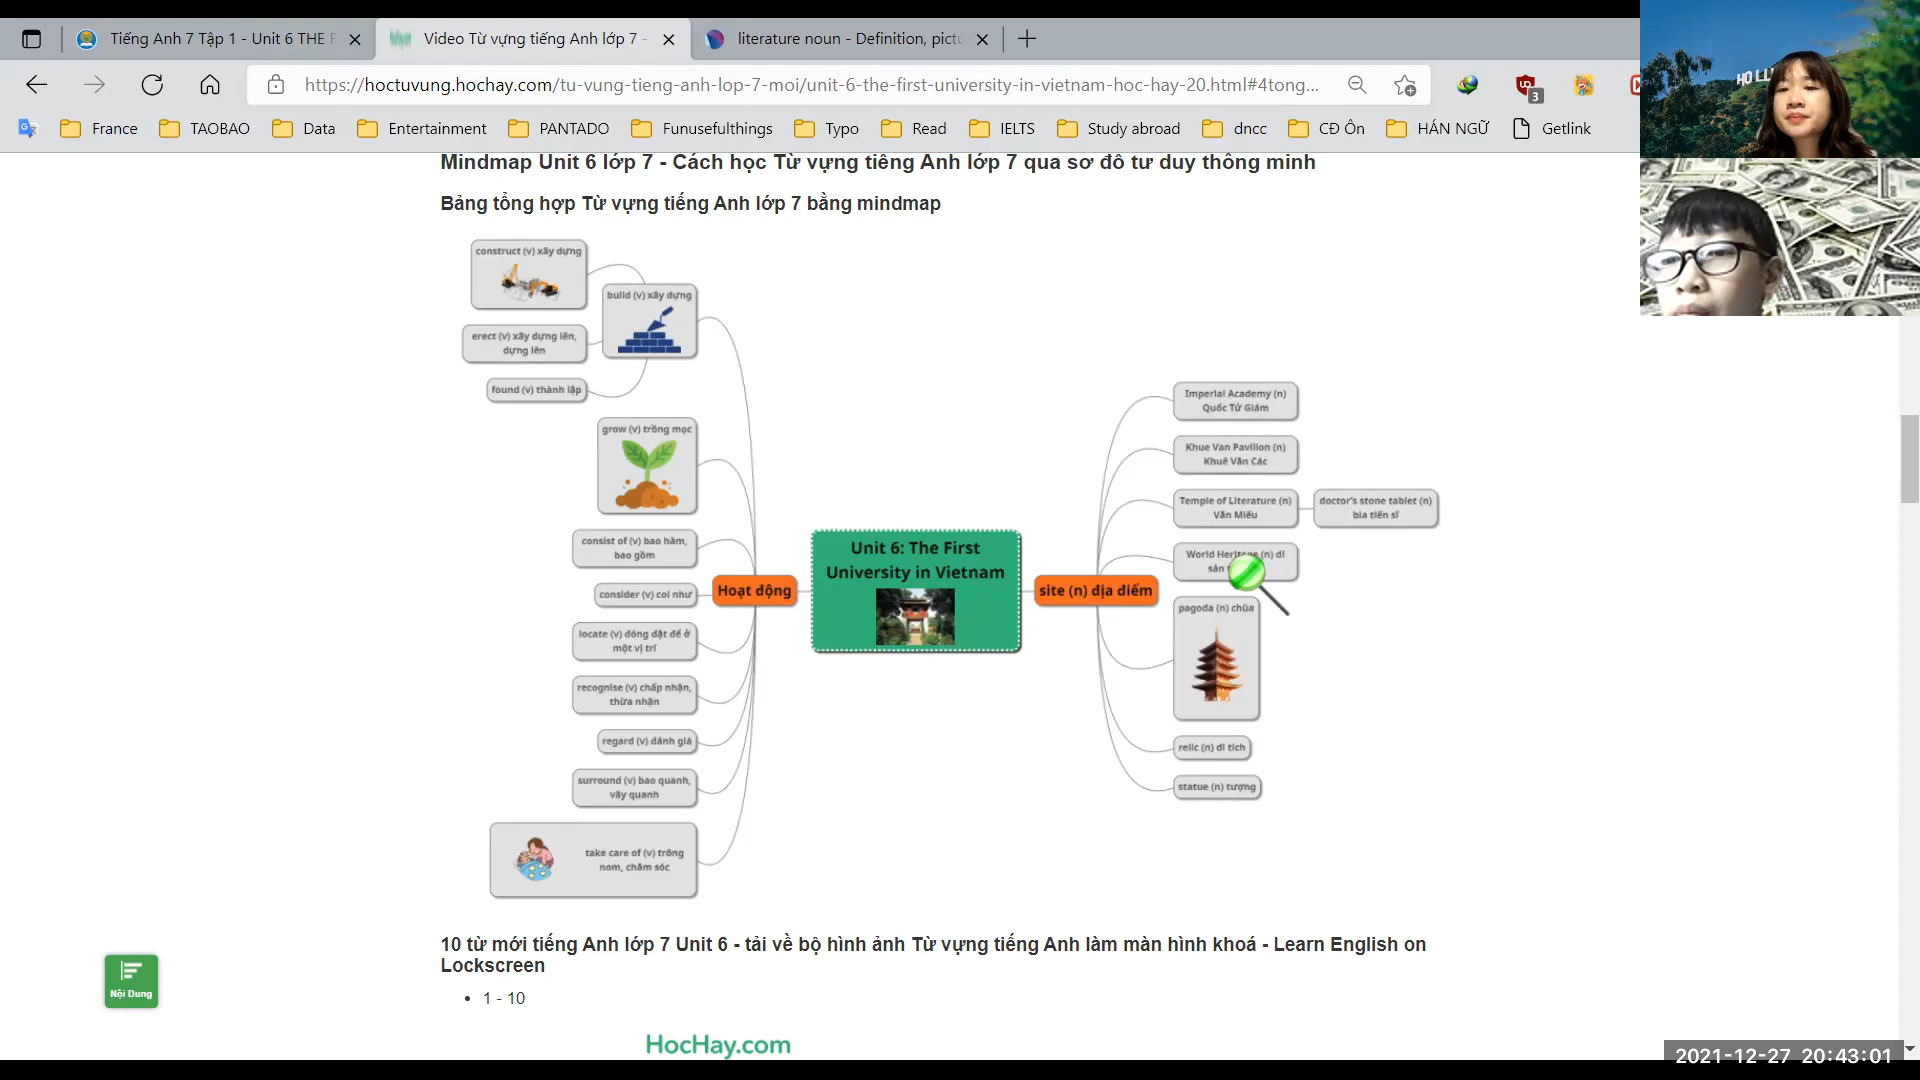 Tiếng Anh 7 Tập 1 - Unit 6 THE F
Video Từ vựng tiếng Anh lớp 7 -
literature noun - Definition, pictu
https://hoctuvung.hochay.com/tu-vung-tieng-anh-lop-7-moi/unit-6-the-first-university-in-vietnam-hoc-hay-20.html#4tong...
3
France
TAOBAO
Data
Entertainment
PANTADO
Funusefulthings
Typo
Read
IELTS
Study abroad
dncc
CĐ Ôn
HÁN NGỮ
Getlink
Mindmap Unit 6 lớp 7 - Cách học Từ vựng tiếng Anh lớp 7 qua sơ đồ tư duy thông minh
Bảng tổng hợp Từ vựng tiếng Anh lớp 7 bằng mindmap
construct (v) xây dựng
build (v) xây dựng
erect (v) xây dựng lên,
dựng lên
found (v) thành lập
grow (v) trồng mọc
consist of (v) bao hàm,
bao gồm
consider (v) coi như
locate (v) đóng đặt để ở
một vị trí
recognise (v) chấp nhận,
thừa nhận
regard (v) đánh giá
surround (v) bao quanh,
vây quanh
take care of (v) trông
nom, chăm sóc
Hoạt động
Unit 6: The First
University in Vietnam
site (n) địa điểm
Imperial Academy (n)
Quốc Tử Giám
Khue Van Pavilion (n)
Khuê Văn Các
Temple of Literature (n)
Văn Miếu
doctor's stone tablet (n)
bia tiến sĩ
World Heritage (n) di
sản
pagoda (n) chùa
relic (n) di tích
statue (n) tượng
10 từ mới tiếng Anh lớp 7 Unit 6 - tải về bộ hình ảnh Từ vựng tiếng Anh làm màn hình khoá - Learn English on
Lockscreen
• 1 - 10
Nội Dung
HocHay.com
2021-12-27 20:43:01